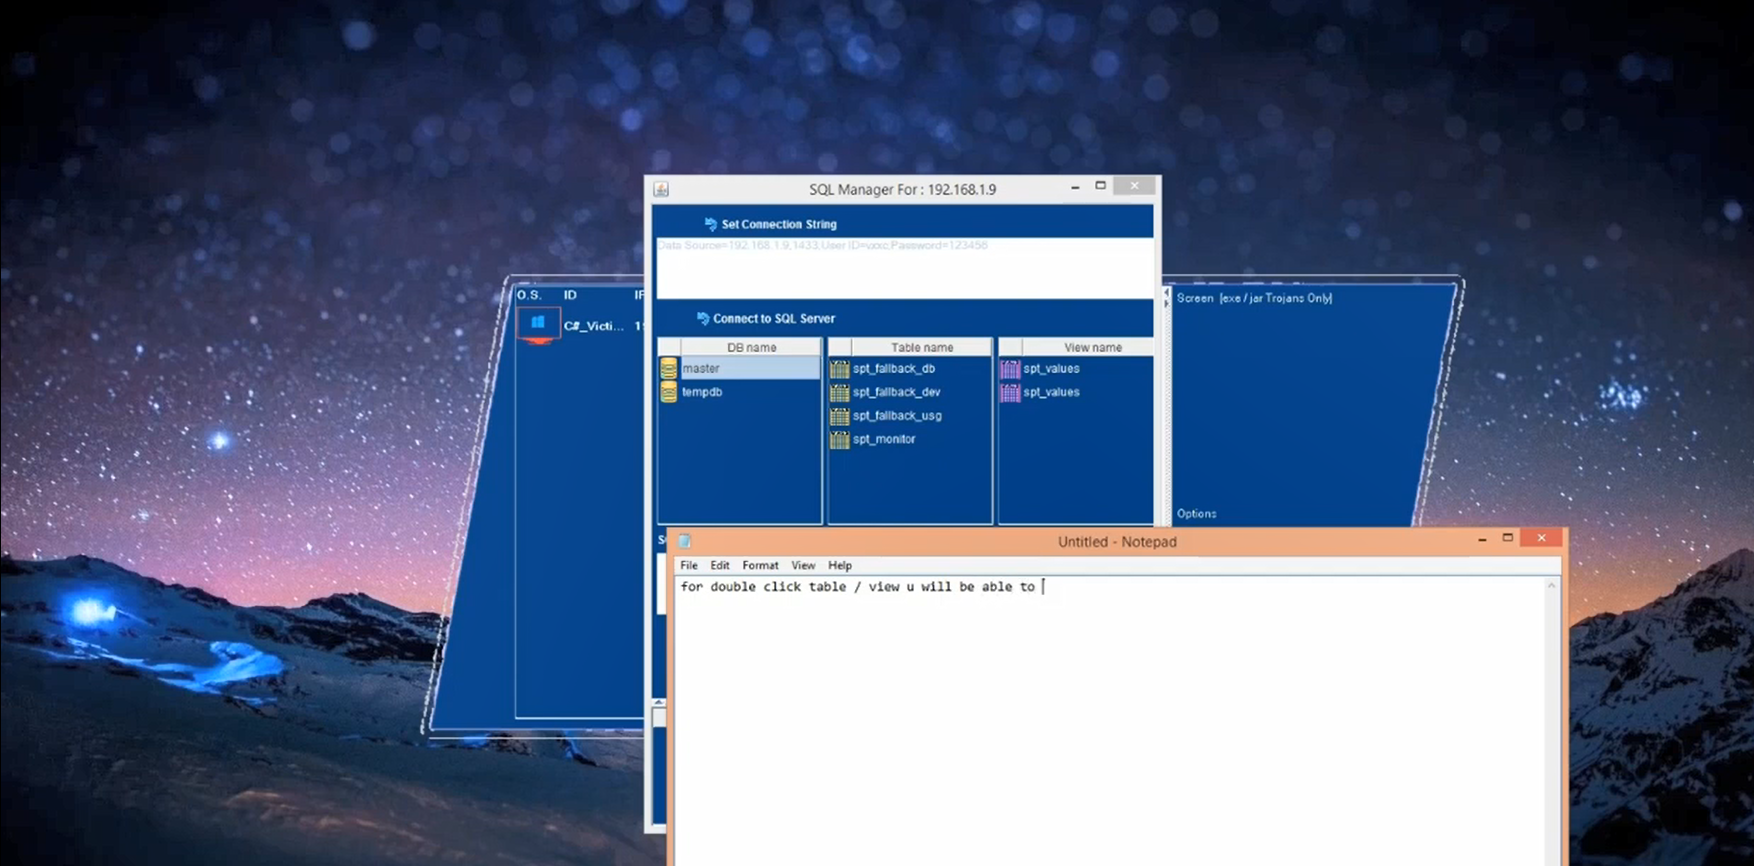 SQL Manager For : 192.168.1.9
Set Connection String
Data Source=192.168.1.9,1433;User ID=;Password=123456
Connect to SQL Server
DB name
master
tempdb
Table name
spt_fallback_db
spt_fallback_dev
spt_fallback_usg
spt_monitor
View name
spt_values
spt_values
O.S. ID
C#_Victi...
Screen [exe / jar Trojans Only]
Options
Untitled - Notepad
File Edit Format View Help
for double click table / view u will be able to